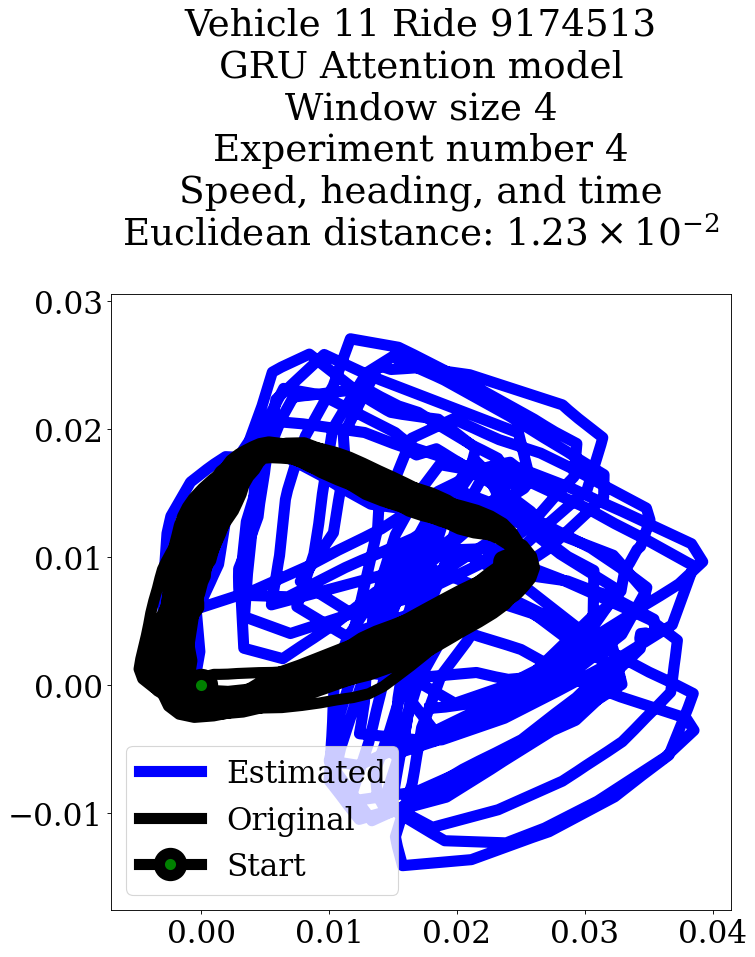 Vehicle 11 Ride 9174513
GRU Attention model
Window size 4
Experiment number 4
Speed, heading, and time
Euclidean distance: 1.23 × 10⁻²
0.03
0.02
0.01
0.00
−0.01
Estimated
Original
Start
0.00 0.01 0.02 0.03 0.04